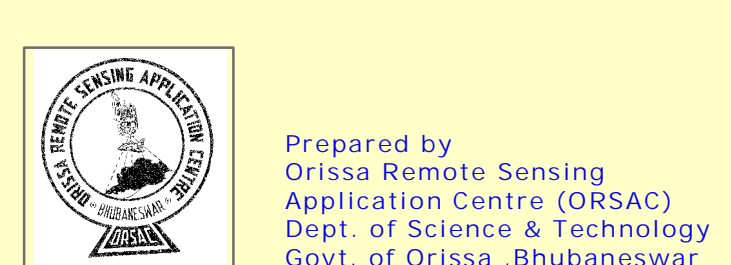 ORISSA REMOTE SENSING APPLICATION CENTRE
BHUBANESWAR
ORSAC
Prepared by
Orissa Remote Sensing
Application Centre (ORSAC)
Dept. of Science & Technology
Govt. of Orissa ,Bhubaneswar